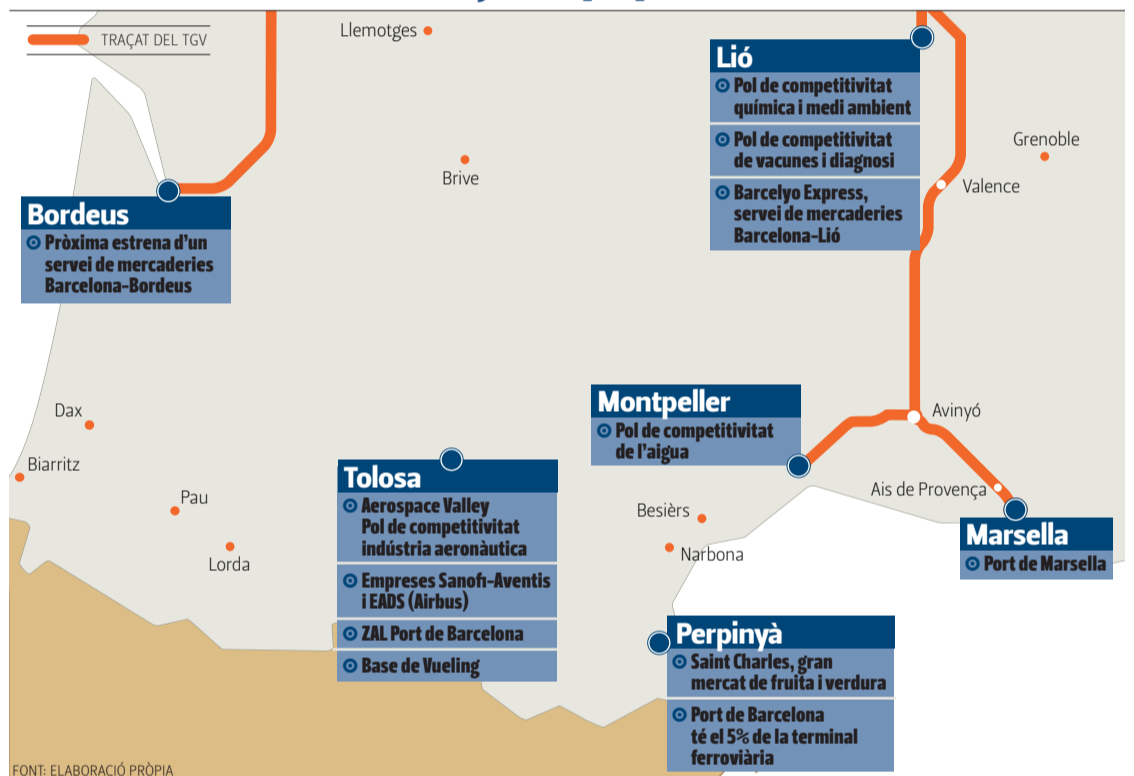 TRAÇAT DEL TGV
Llemotges
Brive
Grenoble
Valence
Lió
Pol de competitivitat
química i medi ambient
Pol de competitivitat
de vacunes i diagnosi
Barcelyo Express,
servei de mercaderies
Barcelona-Lió
Bordeus
Pròxima estrena d'un
servei de mercaderies
Barcelona-Bordeus
Dax
Biarritz
Pau
Lorda
Tolosa
Aerospace Valley
Pol de competitivitat
indústria aeronàutica
Empreses Sanofi-Aventis
i EADS (Airbus)
ZAL Port de Barcelona
Base de Vueling
Montpeller
Pol de competitivitat
de l'aigua
Avinyó
Ais de Provença
Besièrs
Narbona
Marsella
Port de Marsella
Perpinyà
Saint Charles, gran
mercat de fruita i verdura
Port de Barcelona
té el 5% de la terminal
ferroviària
FONT: ELABORACIÓ PRÒPIA